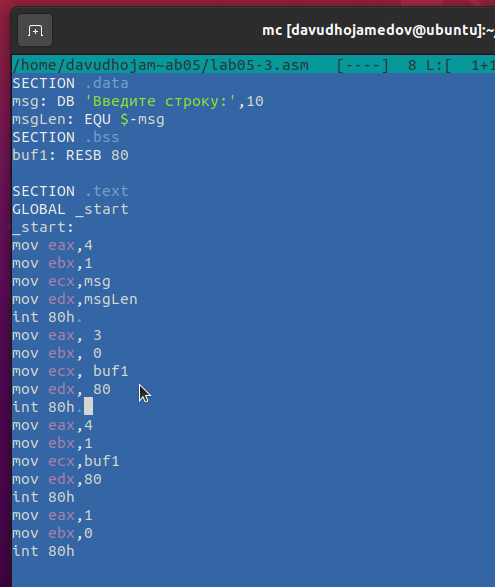 mc [davudhojamedov@ubuntu]:~/
/home/davudhojam~ab05/lab05-3.asm [----] 8 L:[ 1+1
SECTION .data
msg: DB 'Введите строку:',10
msgLen: EQU $-msg
SECTION .bss
buf1: RESB 80
SECTION .text
GLOBAL _start
_start:
mov eax,4
mov ebx,1
mov ecx,msg
mov edx,msgLen
int 80h.
mov eax, 3
mov ebx, 0
mov ecx, buf1
mov edx, 80
int 80h.
mov eax,4
mov ebx,1
mov ecx,buf1
mov edx,80
int 80h
mov eax,1
mov ebx,0
int 80h